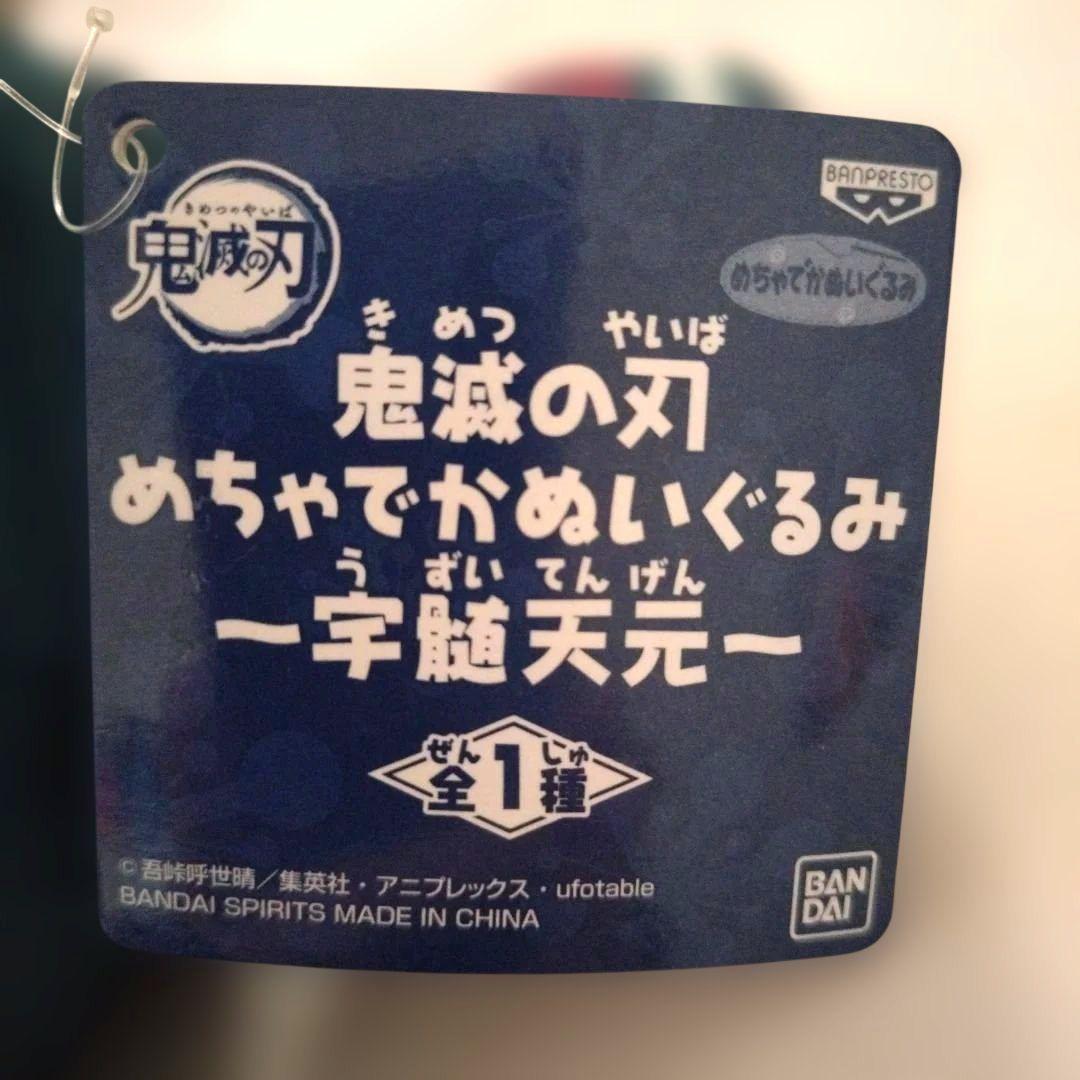 きめつのやいば
鬼滅の刃
BANPRESTO
めちゃでかぬいぐるみ
きめつ やいば
鬼滅の刃
めちゃでかぬいぐるみ
うずいてんげん
〜宇髄天元〜
ぜん しゅ
全1種
©吾峠呼世晴／集英社・アニプレックス・ufotable
BANDAI SPIRITS MADE IN CHINA
BAN
DAI